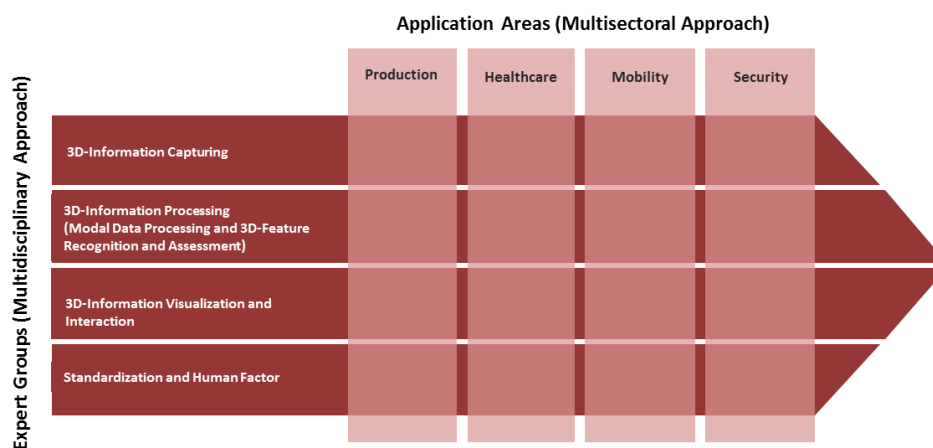 Application Areas (Multisectoral Approach)
Production
Healthcare
Mobility
Security
Expert Groups (Multidisciplinary Approach)
3D-Information Capturing
3D-Information Processing
(Modal Data Processing and 3D-Feature
Recognition and Assessment)
3D-Information Visualization and
Interaction
Standardization and Human Factor